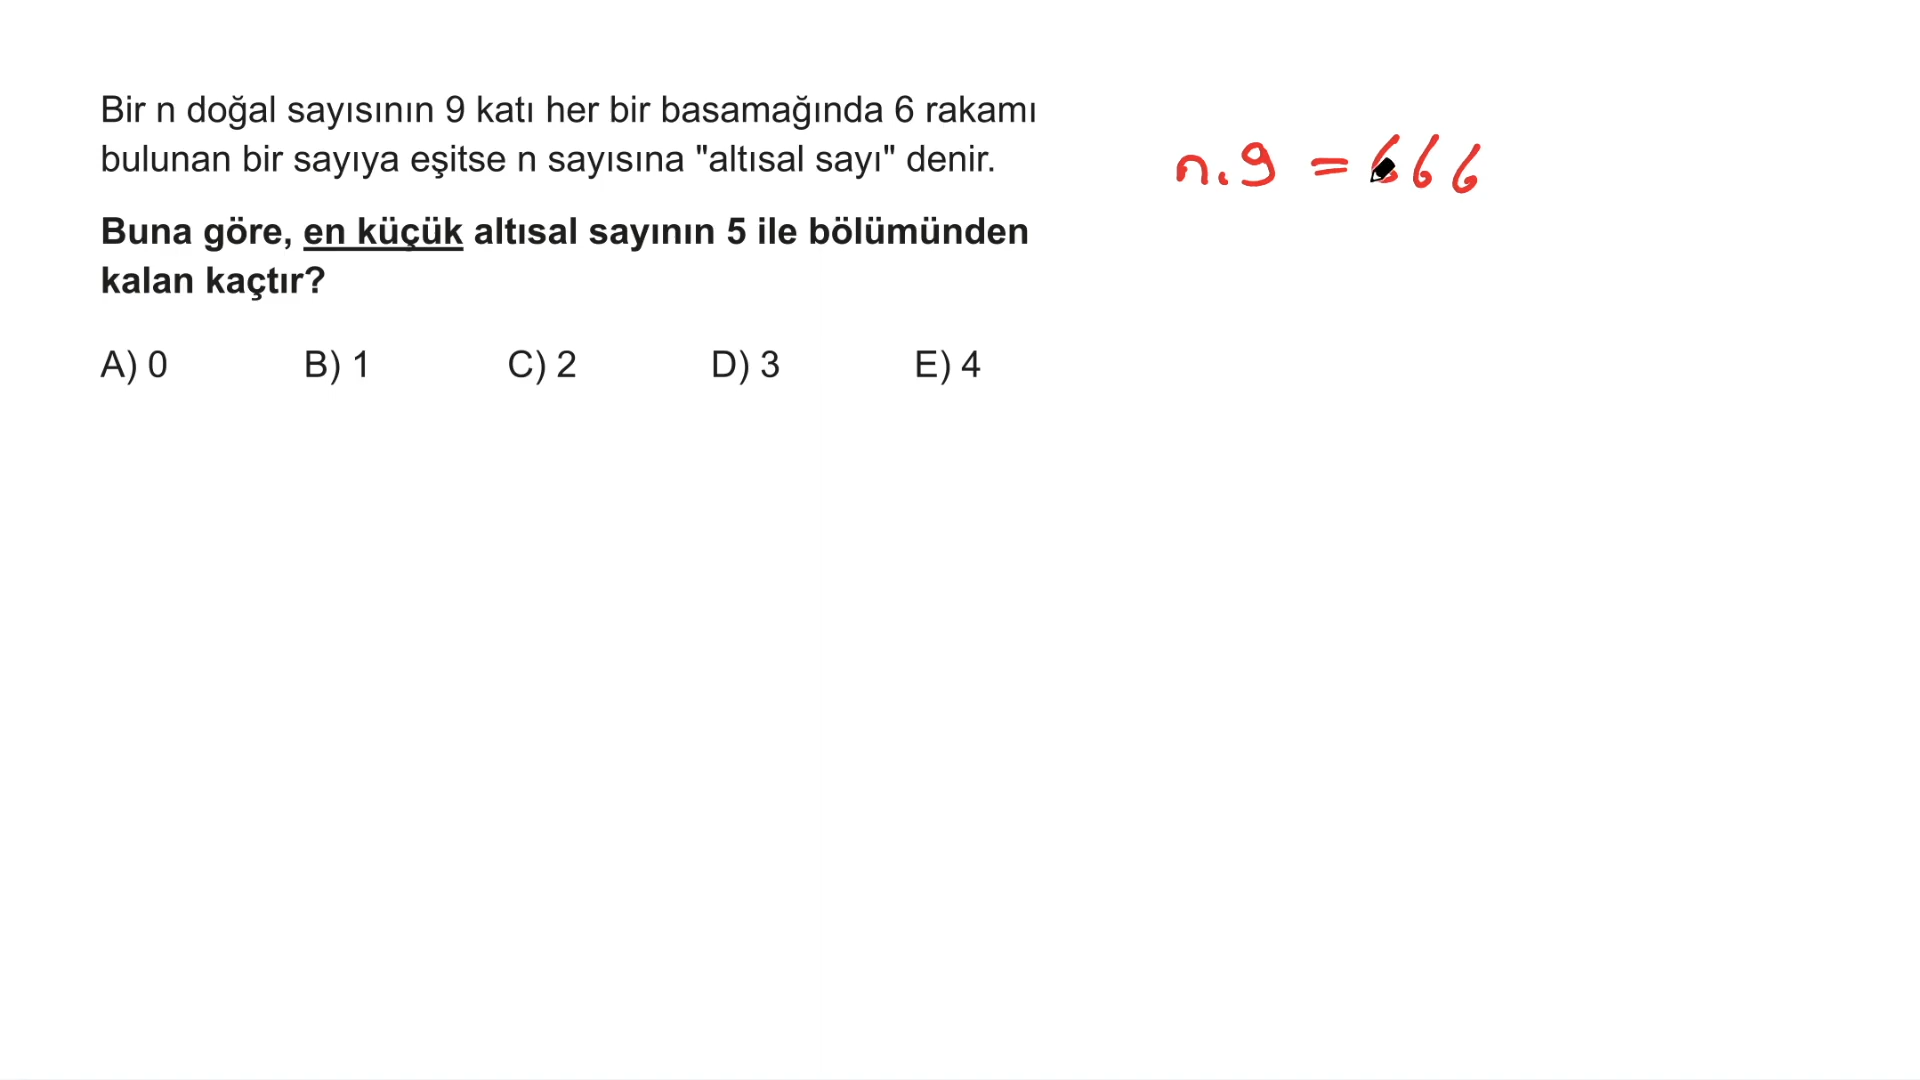 Bir n doğal sayısının 9 katı her bir basamağında 6 rakamı
bulunan bir sayıya eşitse n sayısına "altısal sayı" denir.
Buna göre, en küçük altısal sayının 5 ile bölümünden
kalan kaçtır?
A) 0 B) 1 C) 2 D) 3 E) 4
n.9 = 666